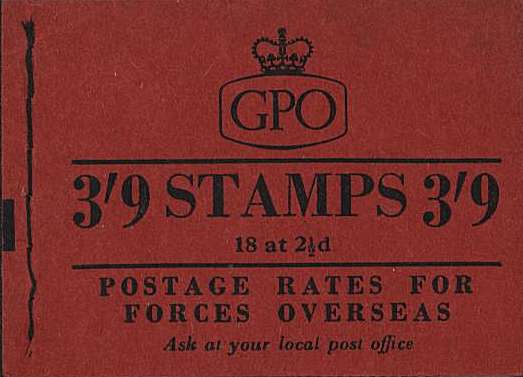 GPO
3'9 STAMPS 3'9
18 at 2½d
POSTAGE RATES FOR
FORCES OVERSEAS
Ask at your local post office